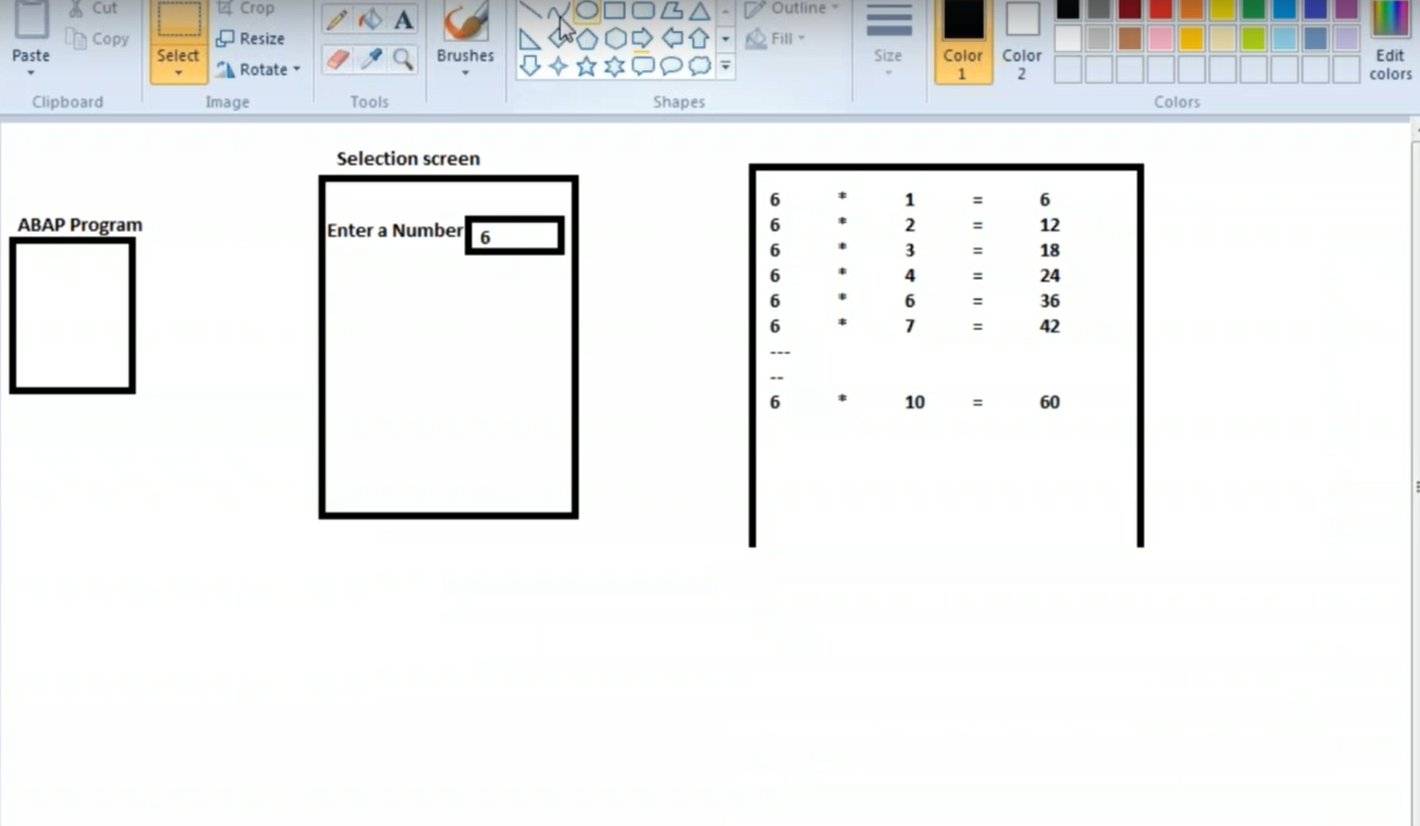 Cut
Crop
Outline
Copy
Resize
Fill
Paste
Select
Rotate
A
Brushes
Size
Color 1
Color 2
Edit colors
Clipboard
Image
Tools
Shapes
Colors
Selection screen
ABAP Program
Enter a Number 6
6 * 1 = 6
6 * 2 = 12
6 * 3 = 18
6 * 4 = 24
6 * 6 = 36
6 * 7 = 42
---
--
6 * 10 = 60